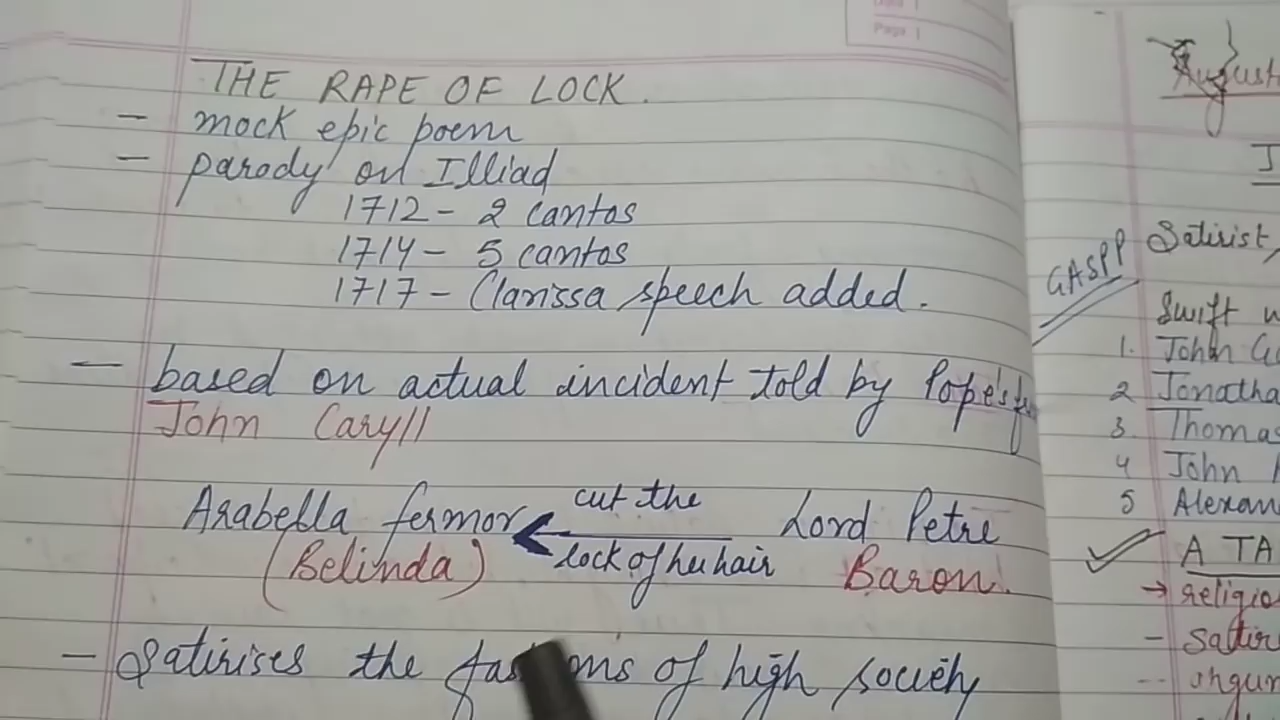 Page 1
THE RAPE OF LOCK.
- mock epic poem
- parody on Illiad
1712 - 2 cantos
1714 - 5 cantos
1717 - Clarissa speech added.
- based on actual incident told by Pope's
John Caryll
Arabella fermor cut the Lord Petre
(Belinda) lock of her hair Baron.
- Satirises the of high society
GASPP
Satirist,
Swift
1. John
2 Jonatha
3. Thomas
4 John
5 Alexan
A TA
→ religio
- Satir